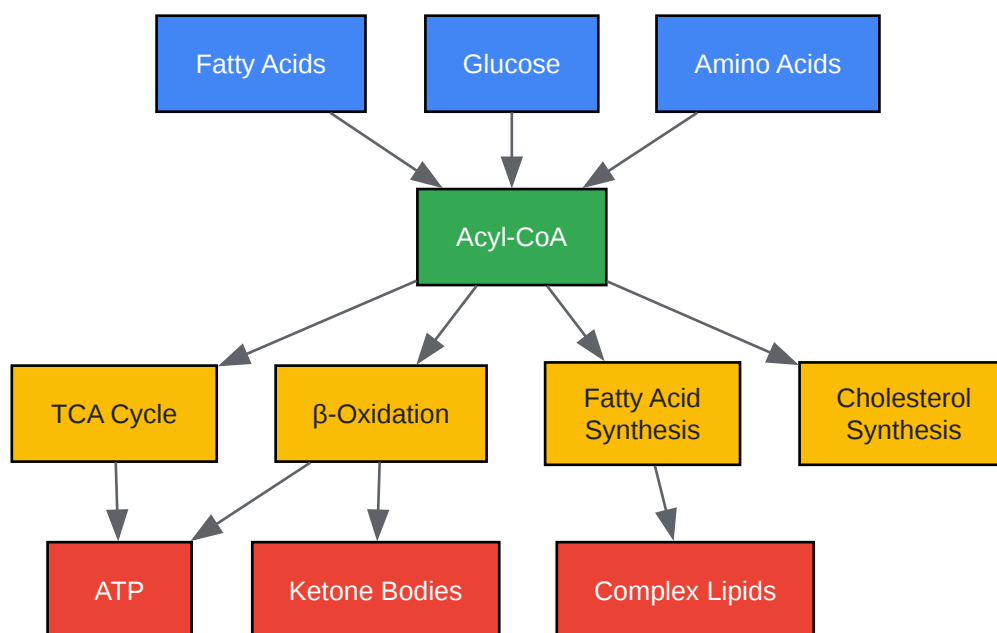 Fatty Acids
Glucose
Amino Acids
Acyl-CoA
TCA Cycle
β-Oxidation
Fatty Acid
Synthesis
Cholesterol
Synthesis
ATP
Ketone Bodies
Complex Lipids